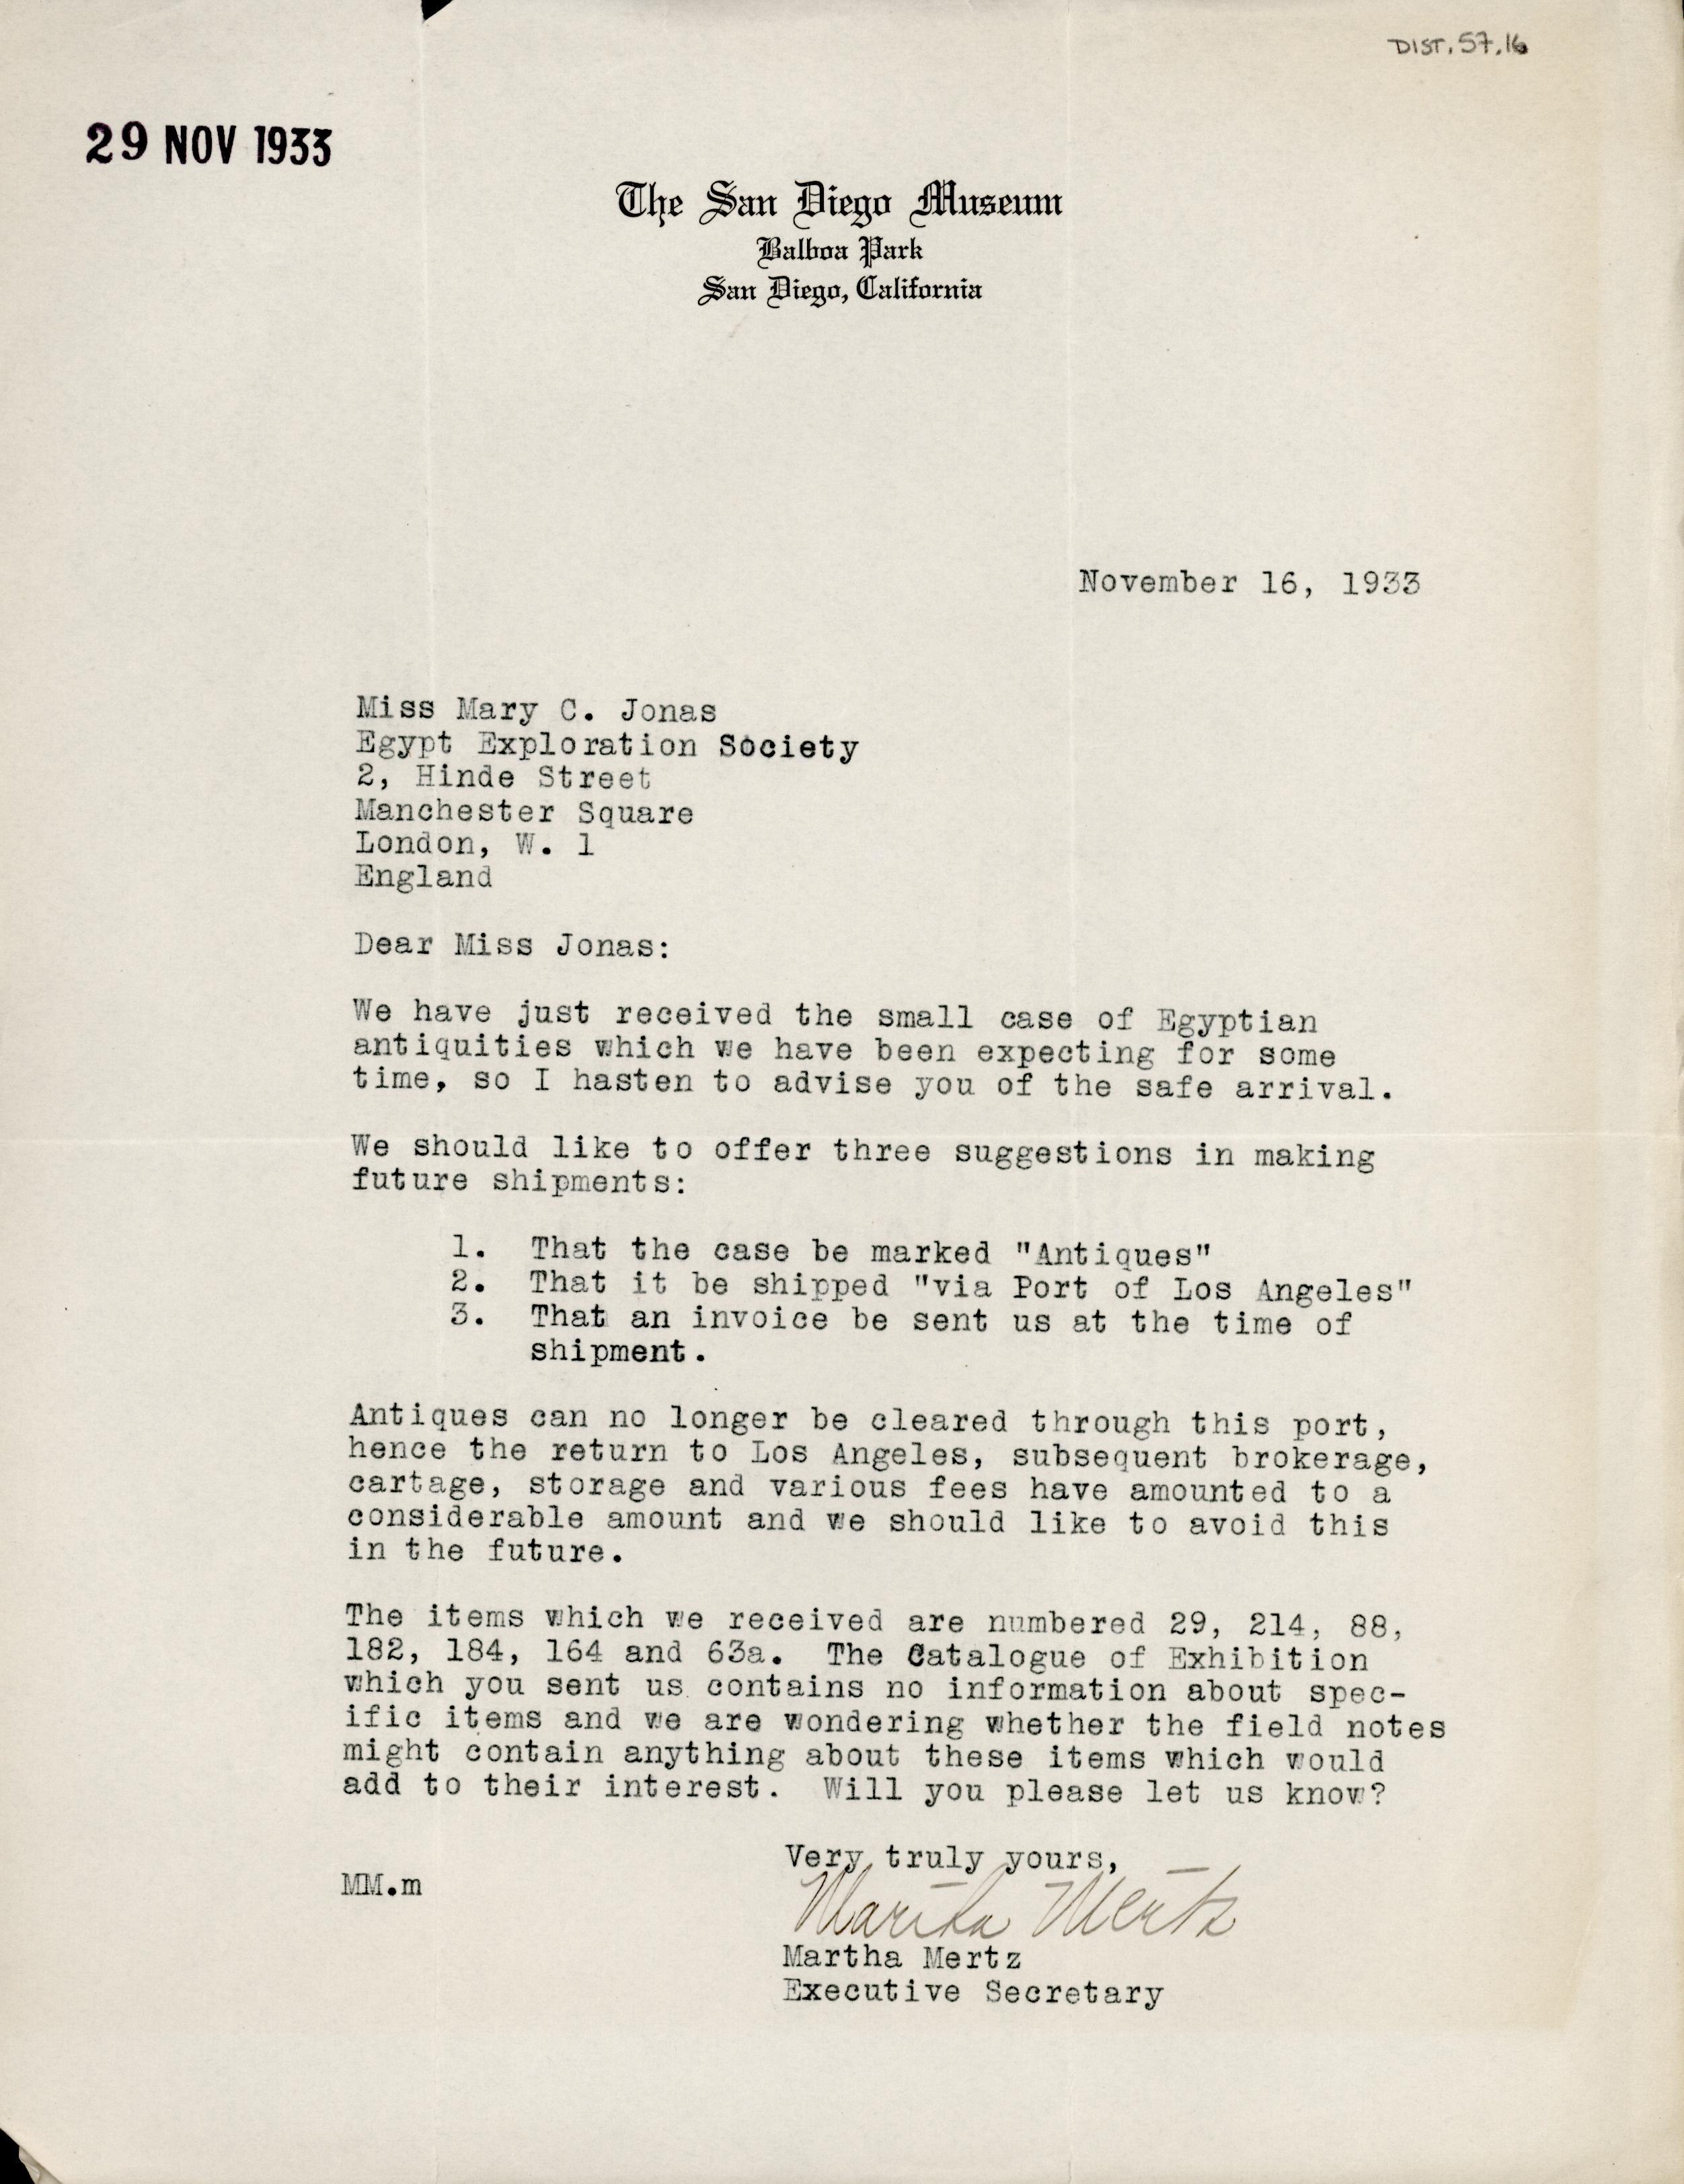 DIST.57.16
29 NOV 1933
The San Diego Museum
Balboa Park
San Diego, California
November 16, 1933
Miss Mary C. Jonas
Egypt Exploration Society
2, Hinde Street
Manchester Square
London, W. 1
England
Dear Miss Jonas:
We have just received the small case of Egyptian
antiquities which we have been expecting for some
time, so I hasten to advise you of the safe arrival.
We should like to offer three suggestions in making
future shipments:
1. That the case be marked "Antiques"
2. That it be shipped "via Port of Los Angeles"
3. That an invoice be sent us at the time of
shipment.
Antiques can no longer be cleared through this port,
hence the return to Los Angeles, subsequent brokerage,
cartage, storage and various fees have amounted to a
considerable amount and we should like to avoid this
in the future.
The items which we received are numbered 29, 214, 88,
182, 184, 164 and 63a. The Catalogue of Exhibition
which you sent us contains no information about spec-
ific items and we are wondering whether the field notes
might contain anything about these items which would
add to their interest. Will you please let us know?
Very truly yours,
MM.m
Martha Mertz
Martha Mertz
Executive Secretary